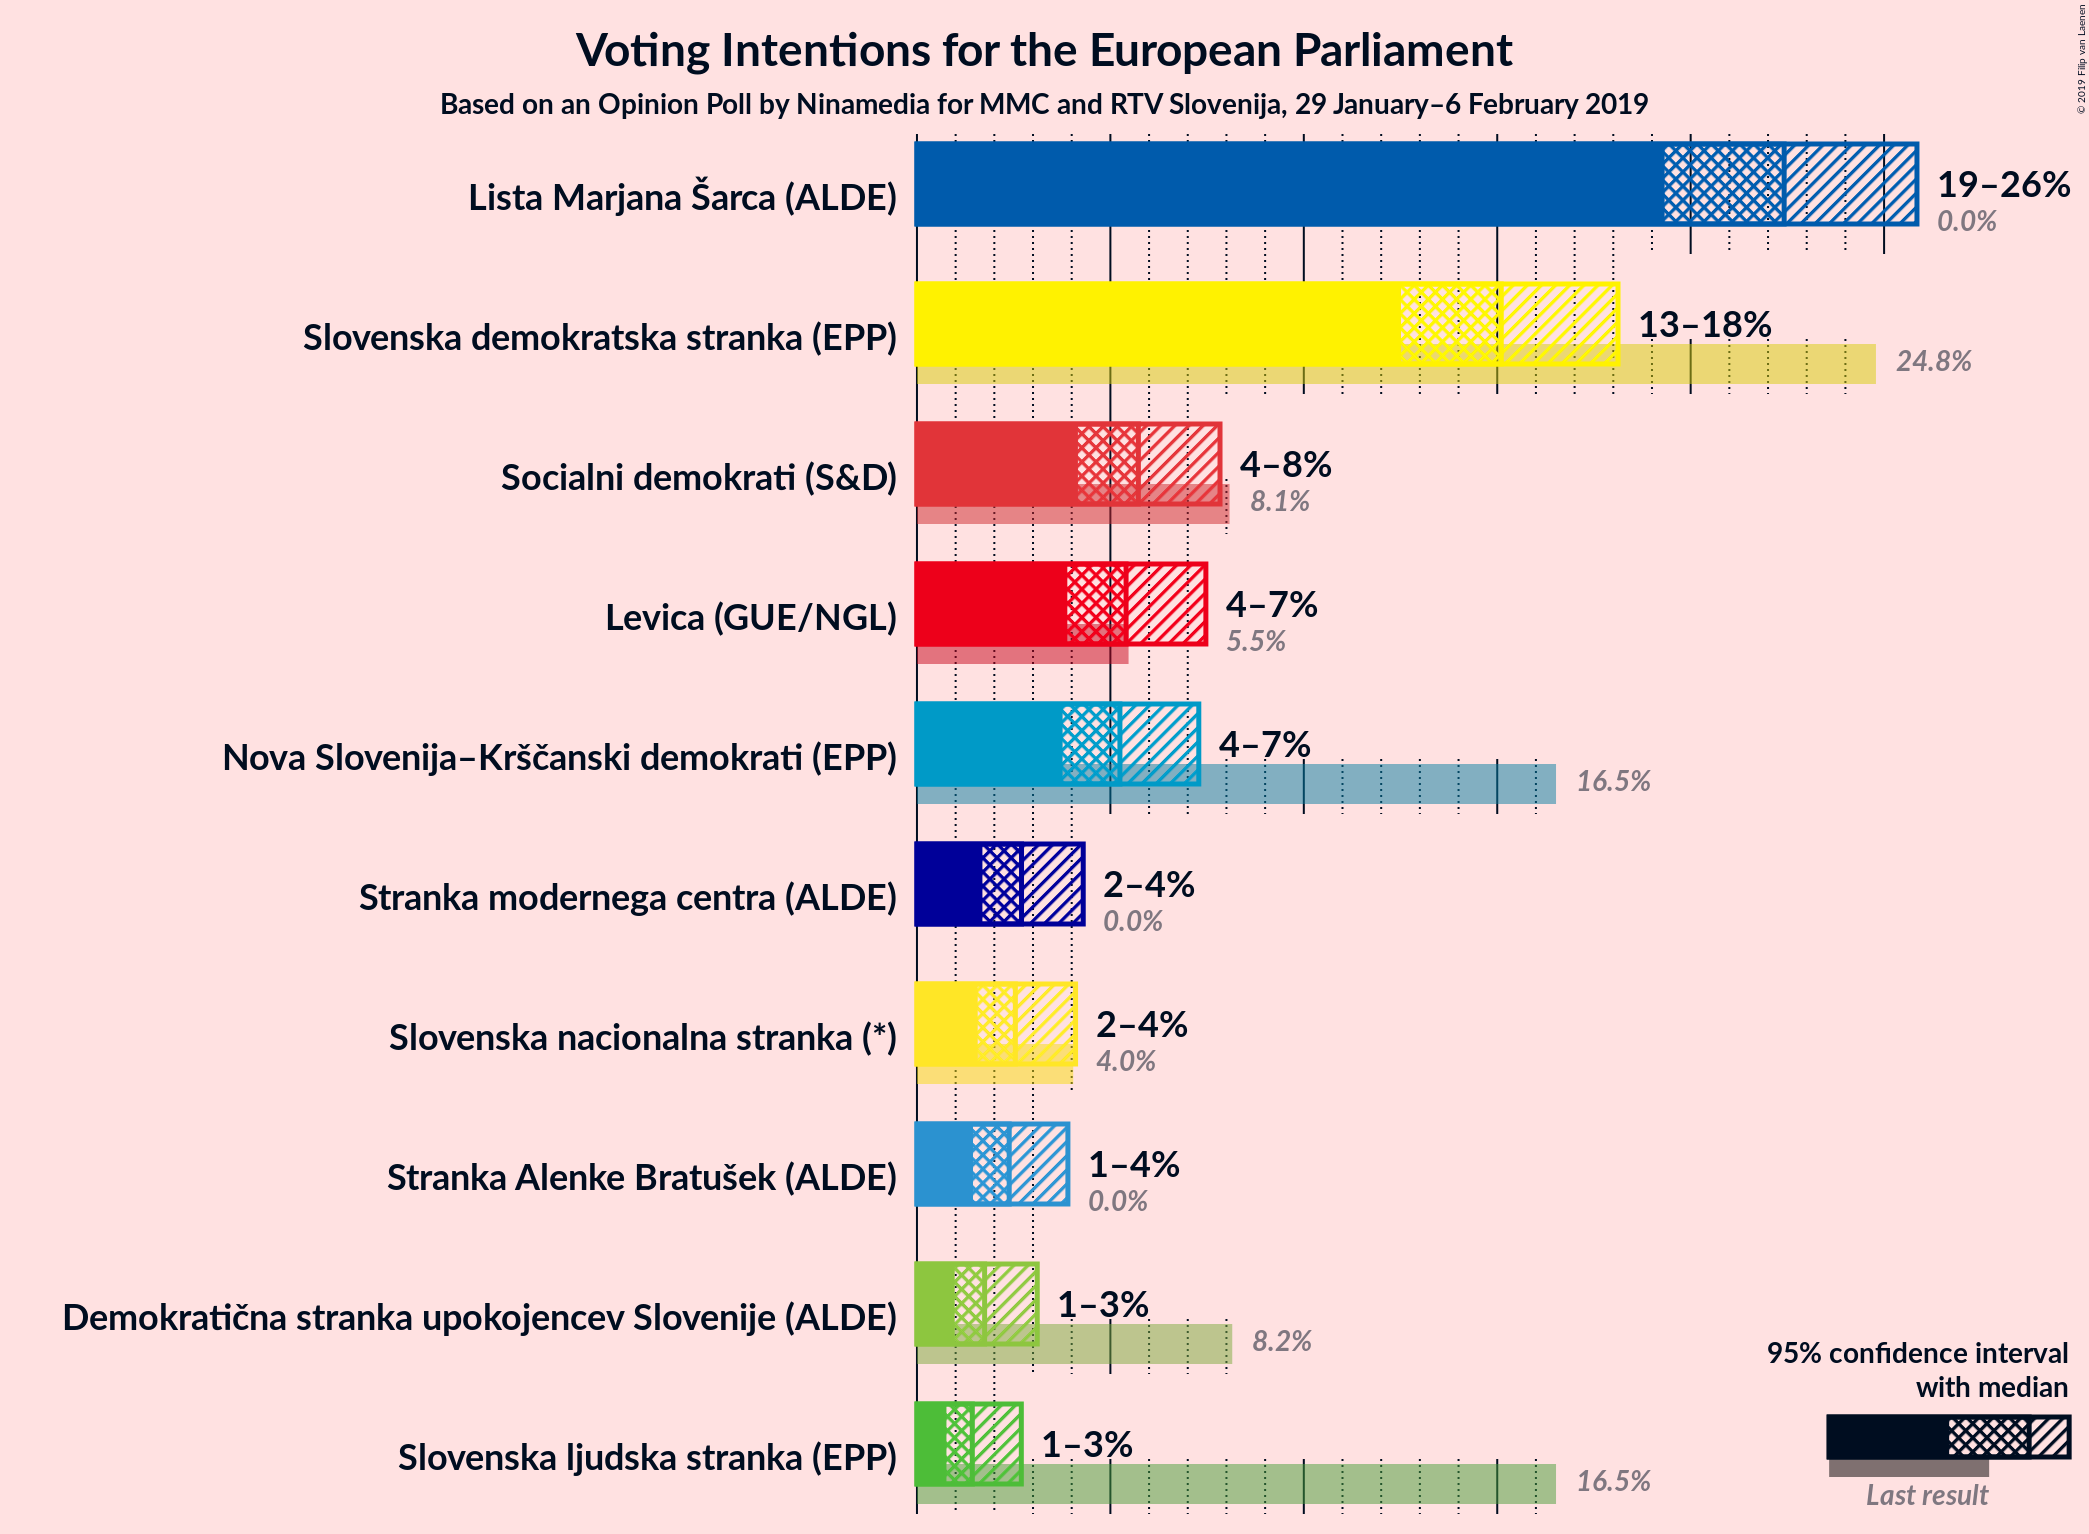 Voting Intentions for the European Parliament
Based on an Opinion Poll by Ninamedia for MMC and RTV Slovenija, 29 January–6 February 2019
© 2019 Filip van Laenen
Lista Marjana Šarca (ALDE)
19–26%
0.0%
Slovenska demokratska stranka (EPP)
13–18%
24.8%
Socialni demokrati (S&D)
4–8%
8.1%
Levica (GUE/NGL)
4–7%
5.5%
Nova Slovenija–Krščanski demokrati (EPP)
4–7%
16.5%
Stranka modernega centra (ALDE)
2–4%
0.0%
Slovenska nacionalna stranka (*)
2–4%
4.0%
Stranka Alenke Bratušek (ALDE)
1–4%
0.0%
Demokratična stranka upokojencev Slovenije (ALDE)
1–3%
8.2%
Slovenska ljudska stranka (EPP)
1–3%
16.5%
95% confidence interval
with median
Last result